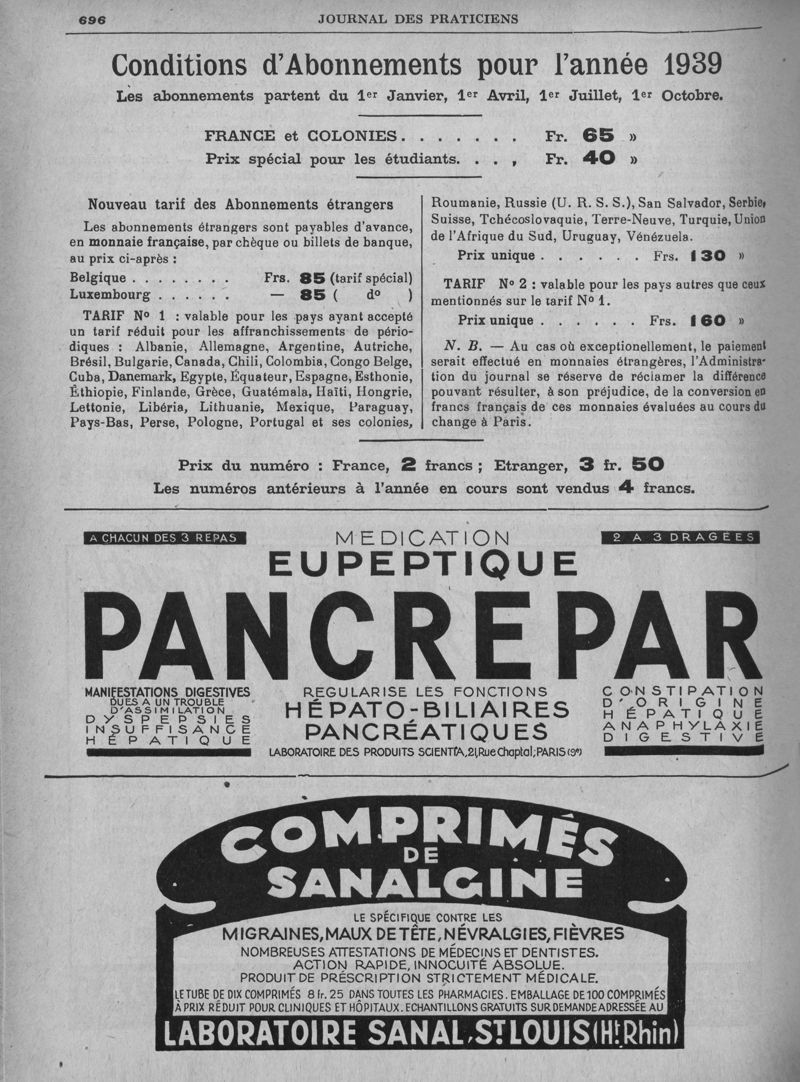 696
JOURNAL DES PRATICIENS
Conditions d'Abonnements pour l'année 1939
Les abonnements partent du 1er Janvier, 1er Avril, 1er Juillet, 1er Octobre.
FRANCE et COLONIES. . . . . . . Fr. 65 »
Prix spécial pour les étudiants. . . , Fr. 40 »
Nouveau tarif des Abonnements étrangers
Les abonnements étrangers sont payables d'avance,
en monnaie française, par chèque ou billets de banque,
au prix ci-après :
Belgique . . . . . . . . Frs. 85 (tarif spécial)
Luxembourg . . . . . . — 85 ( do )
TARIF No 1 : valable pour les pays ayant accepté
un tarif réduit pour les affranchissements de pério-
diques : Albanie, Allemagne, Argentine, Autriche,
Brésil, Bulgarie, Canada, Chili, Colombia, Congo Belge,
Cuba, Danemark, Egypte, Équateur, Espagne, Esthonie,
Éthiopie, Finlande, Grèce, Guatémala, Haïti, Hongrie,
Lettonie, Libéria, Lithuanie, Mexique, Paraguay,
Pays-Bas, Perse, Pologne, Portugal et ses colonies,
Roumanie, Russie (U. R. S. S.), San Salvador, Serbie,
Suisse, Tchécoslovaquie, Terre-Neuve, Turquie, Union
de l'Afrique du Sud, Uruguay, Vénézuela.
Prix unique . . . . . . Frs. 130 »
TARIF No 2 : valable pour les pays autres que ceux
mentionnés sur le tarif No 1.
Prix unique . . . . . . Frs. 160 »
N. B. — Au cas où exceptionellement, le paiement
serait effectué en monnaies étrangères, l'Administra-
tion du journal se réserve de réclamer la différence
pouvant résulter, à son préjudice, de la conversion en
francs français de ces monnaies évaluées au cours du
change à Paris.
Prix du numéro : France, 2 francs ; Etranger, 3 fr. 50
Les numéros antérieurs à l'année en cours sont vendus 4 francs.
A CHACUN DES 3 REPAS
MEDICATION
2 A 3 DRAGÉES
EUPEPTIQUE
PANCREPAR
MANIFESTATIONS DIGESTIVES
DUES A UN TROUBLE
D'ASSIMILATION
DYSPEPSIES
INSUFFISANCE
HÉPATIQUE
REGULARISE LES FONCTIONS
HÉPATO-BILIAIRES
PANCRÉATIQUES
LABORATOIRE DES PRODUITS SCIENTIA, 21, Rue Chaptal, PARIS (9e)
CONSTIPATION
D'ORIGINE
HÉPATIQUE
ANAPHYLAXIE
DIGESTIVE
COMPRIMÉS
DE
SANALGINE
LE SPÉCIFIQUE CONTRE LES
MIGRAINES, MAUX DE TÊTE, NÉVRALGIES, FIÈVRES
NOMBREUSES ATTESTATIONS DE MÉDECINS ET DENTISTES.
ACTION RAPIDE, INNOCUITÉ ABSOLUE.
PRODUIT DE PRÉSCRIPTION STRICTEMENT MÉDICALE.
LE TUBE DE DIX COMPRIMÉS 8 fr. 25 DANS TOUTES LES PHARMACIES. EMBALLAGE DE 100 COMPRIMÉS
À PRIX RÉDUIT POUR CLINIQUES ET HÔPITAUX. ECHANTILLONS GRATUITS SUR DEMANDE ADRESSÉE AU
LABORATOIRE SANAL, ST LOUIS (Ht. Rhin)